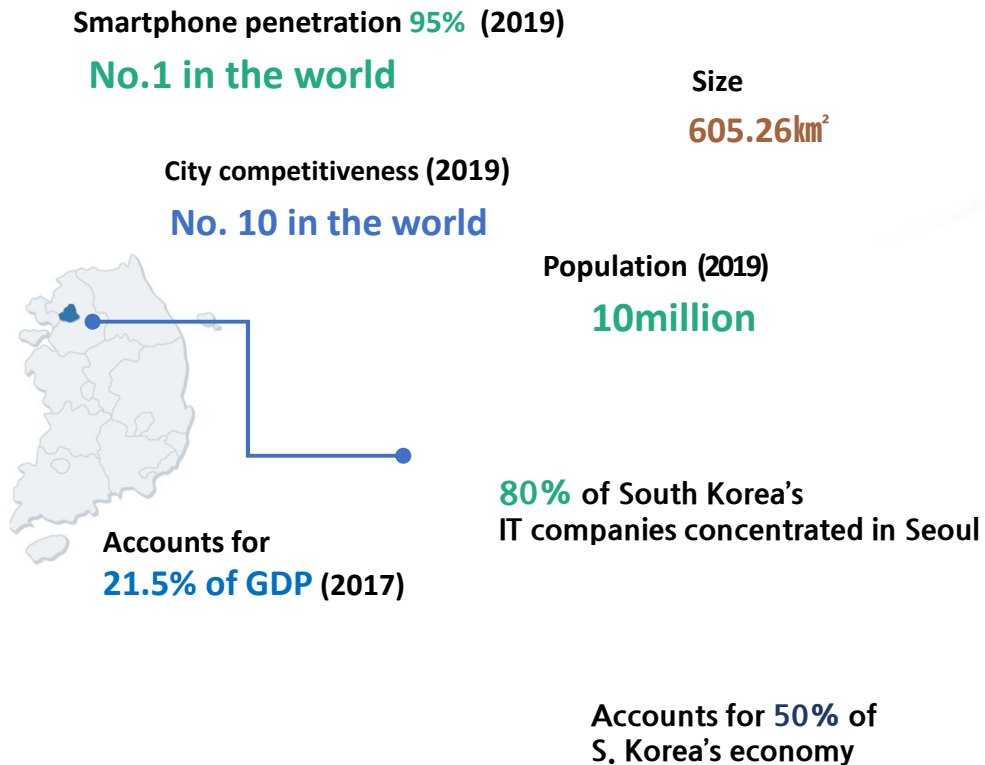 Smartphone penetration 95% (2019)
No.1 in the world
Size
605.26㎢
City competitiveness (2019)
No. 10 in the world
Population (2019)
10million
80% of South Korea’s
IT companies concentrated in Seoul
Accounts for
21.5% of GDP (2017)
Accounts for 50% of
S. Korea’s economy